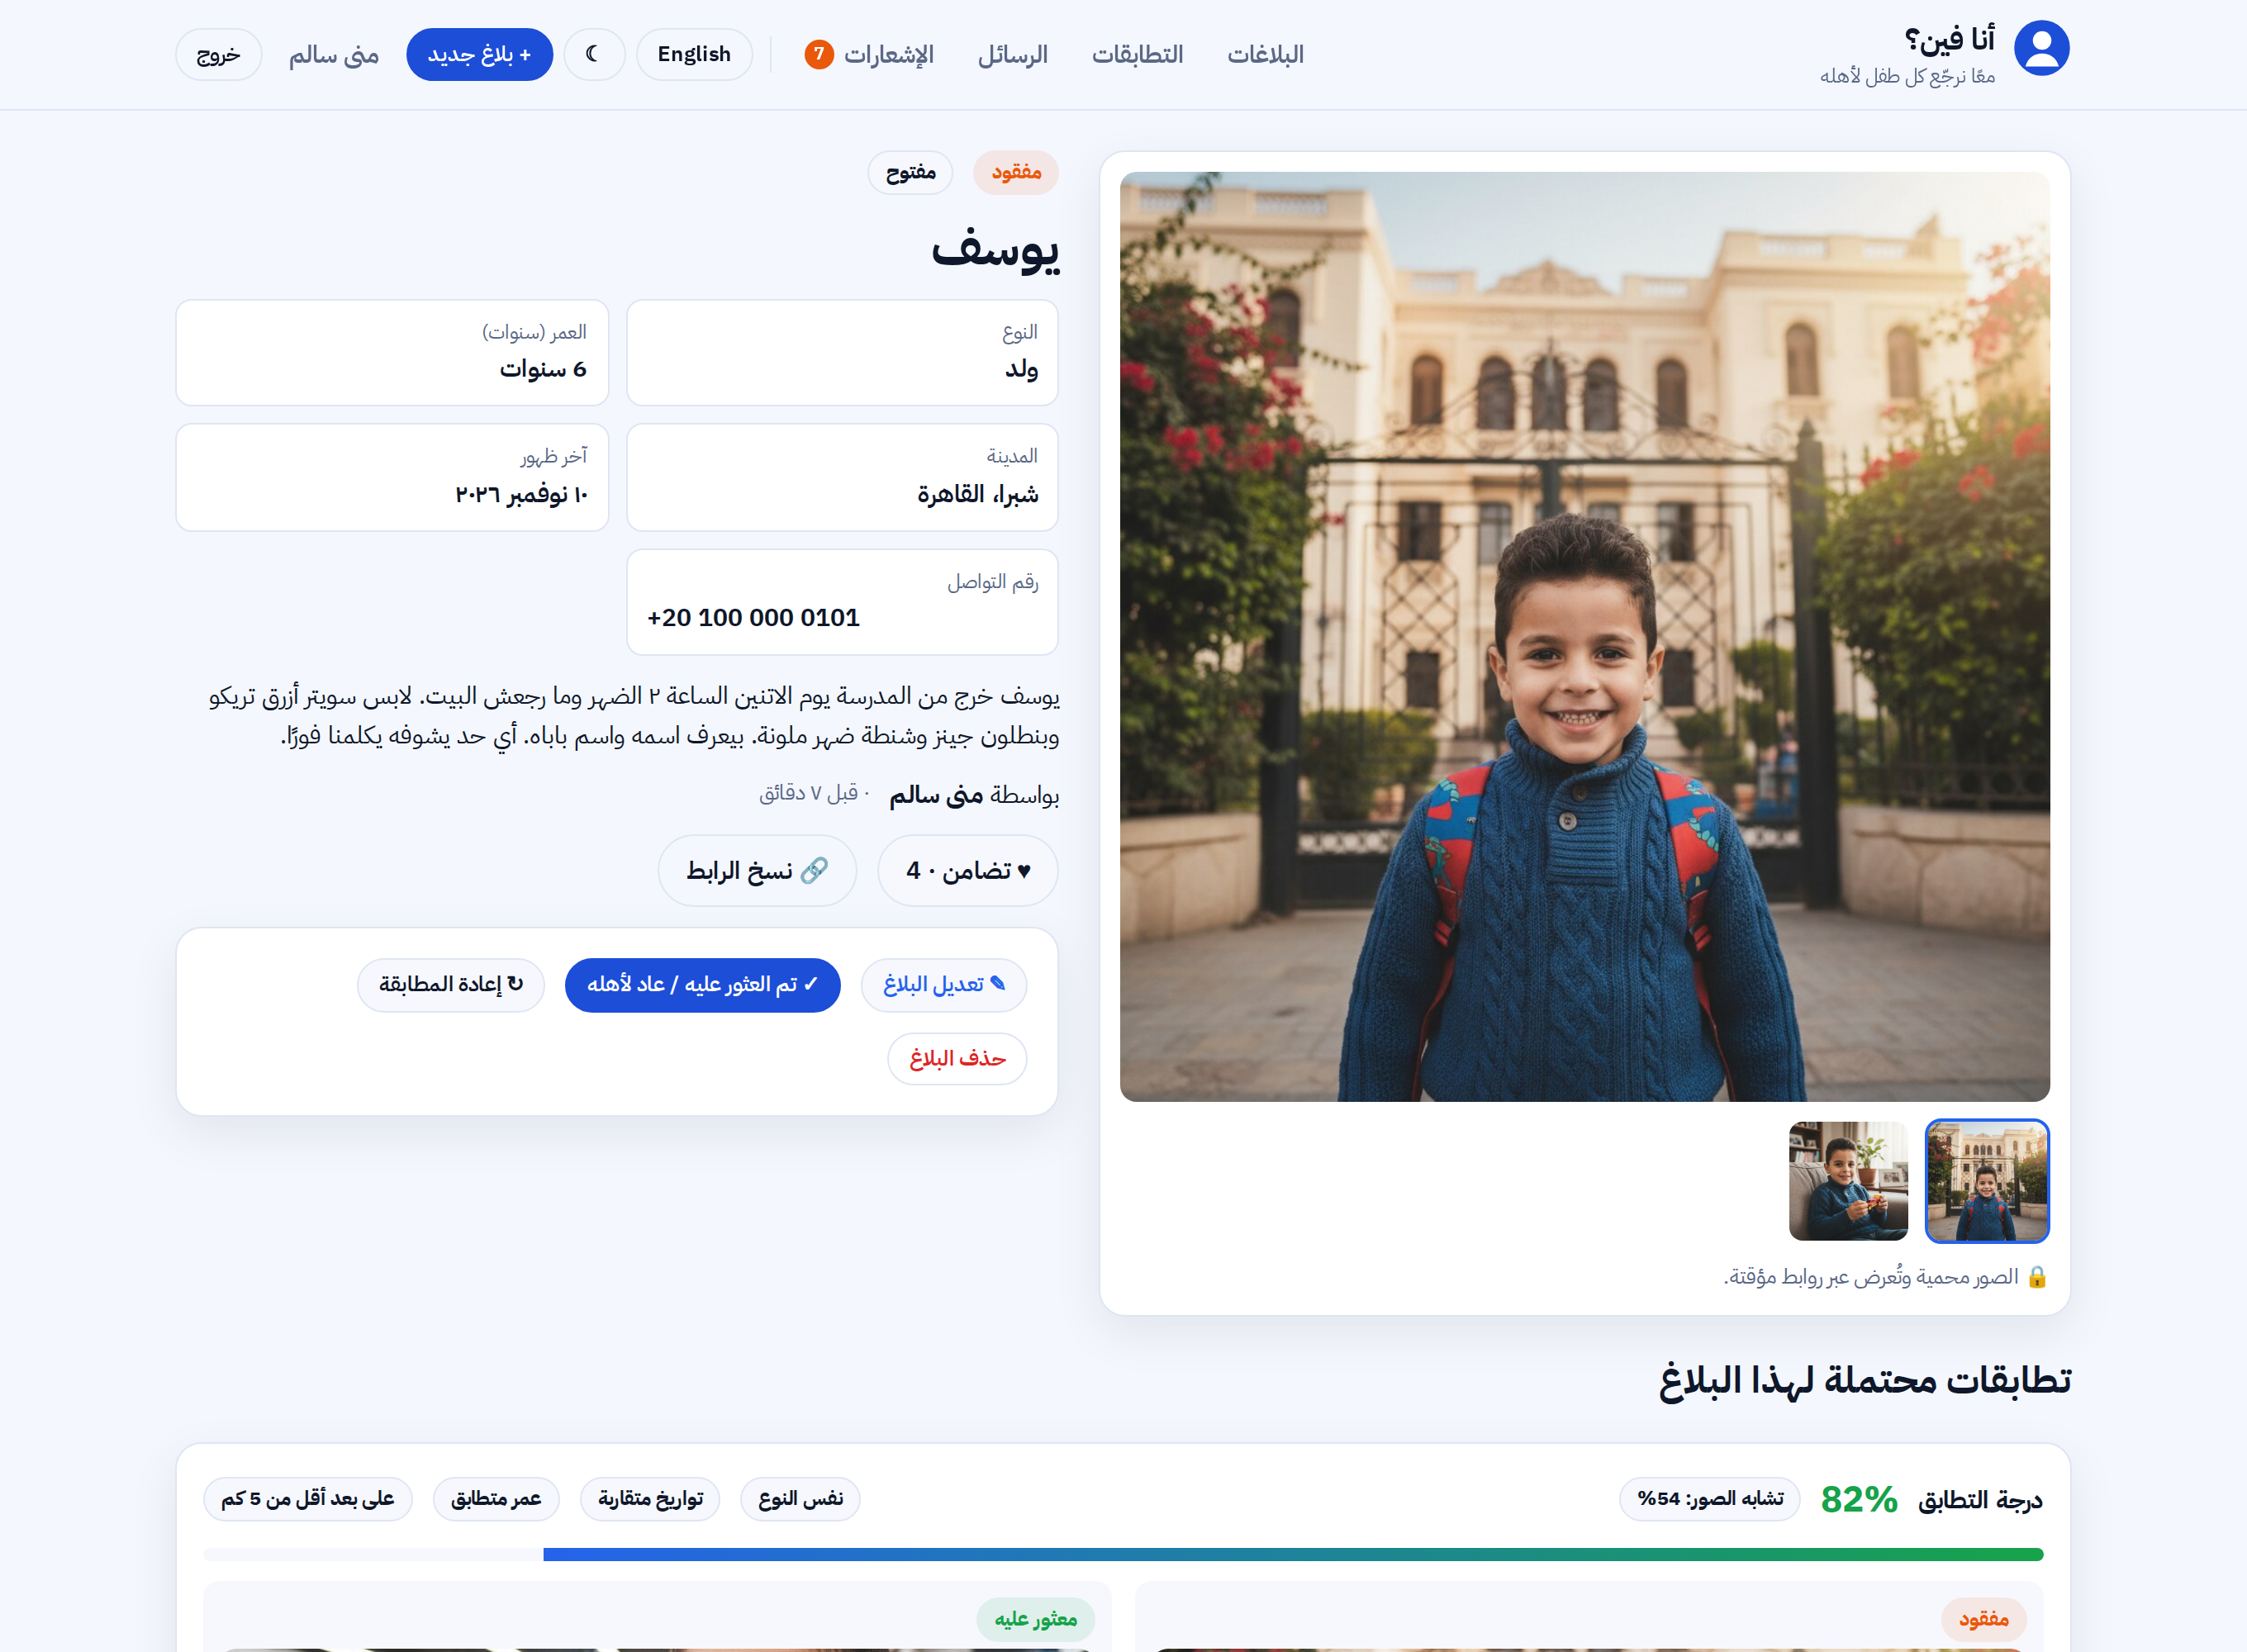 أنا فين؟
معًا نرجّع كل طفل لأهله
البلاغات
التطابقات
الرسائل
الإشعارات 7
English
+ بلاغ جديد
منى سالم
خروج
مفقود
مفتوح
يوسف
النوع
ولد
العمر (سنوات)
6 سنوات
المدينة
شبرا، القاهرة
آخر ظهور
١٠ نوفمبر ٢٠٢٦
رقم التواصل
+20 100 000 0101
يوسف خرج من المدرسة يوم الاتنين الساعة ٢ الضهر وما رجعش البيت. لابس سويتر أزرق تريكو
وبنطلون جينز وشنطة ضهر ملونة. بيعرف اسمه واسم باباه. أي حد يشوفه يكلمنا فورًا.
بواسطة منى سالم · قبل ٧ دقائق
♥ تضامن · 4
🔗 نسخ الرابط
✎ تعديل البلاغ
✓ تم العثور عليه / عاد لأهله
↻ إعادة المطابقة
حذف البلاغ
🔒 الصور محمية وتُعرض عبر روابط مؤقتة.
تطابقات محتملة لهذا البلاغ
درجة التطابق 82%
تشابه الصور: 54%
نفس النوع
تواريخ متقاربة
عمر متطابق
على بعد أقل من 5 كم
مفقود
معثور عليه